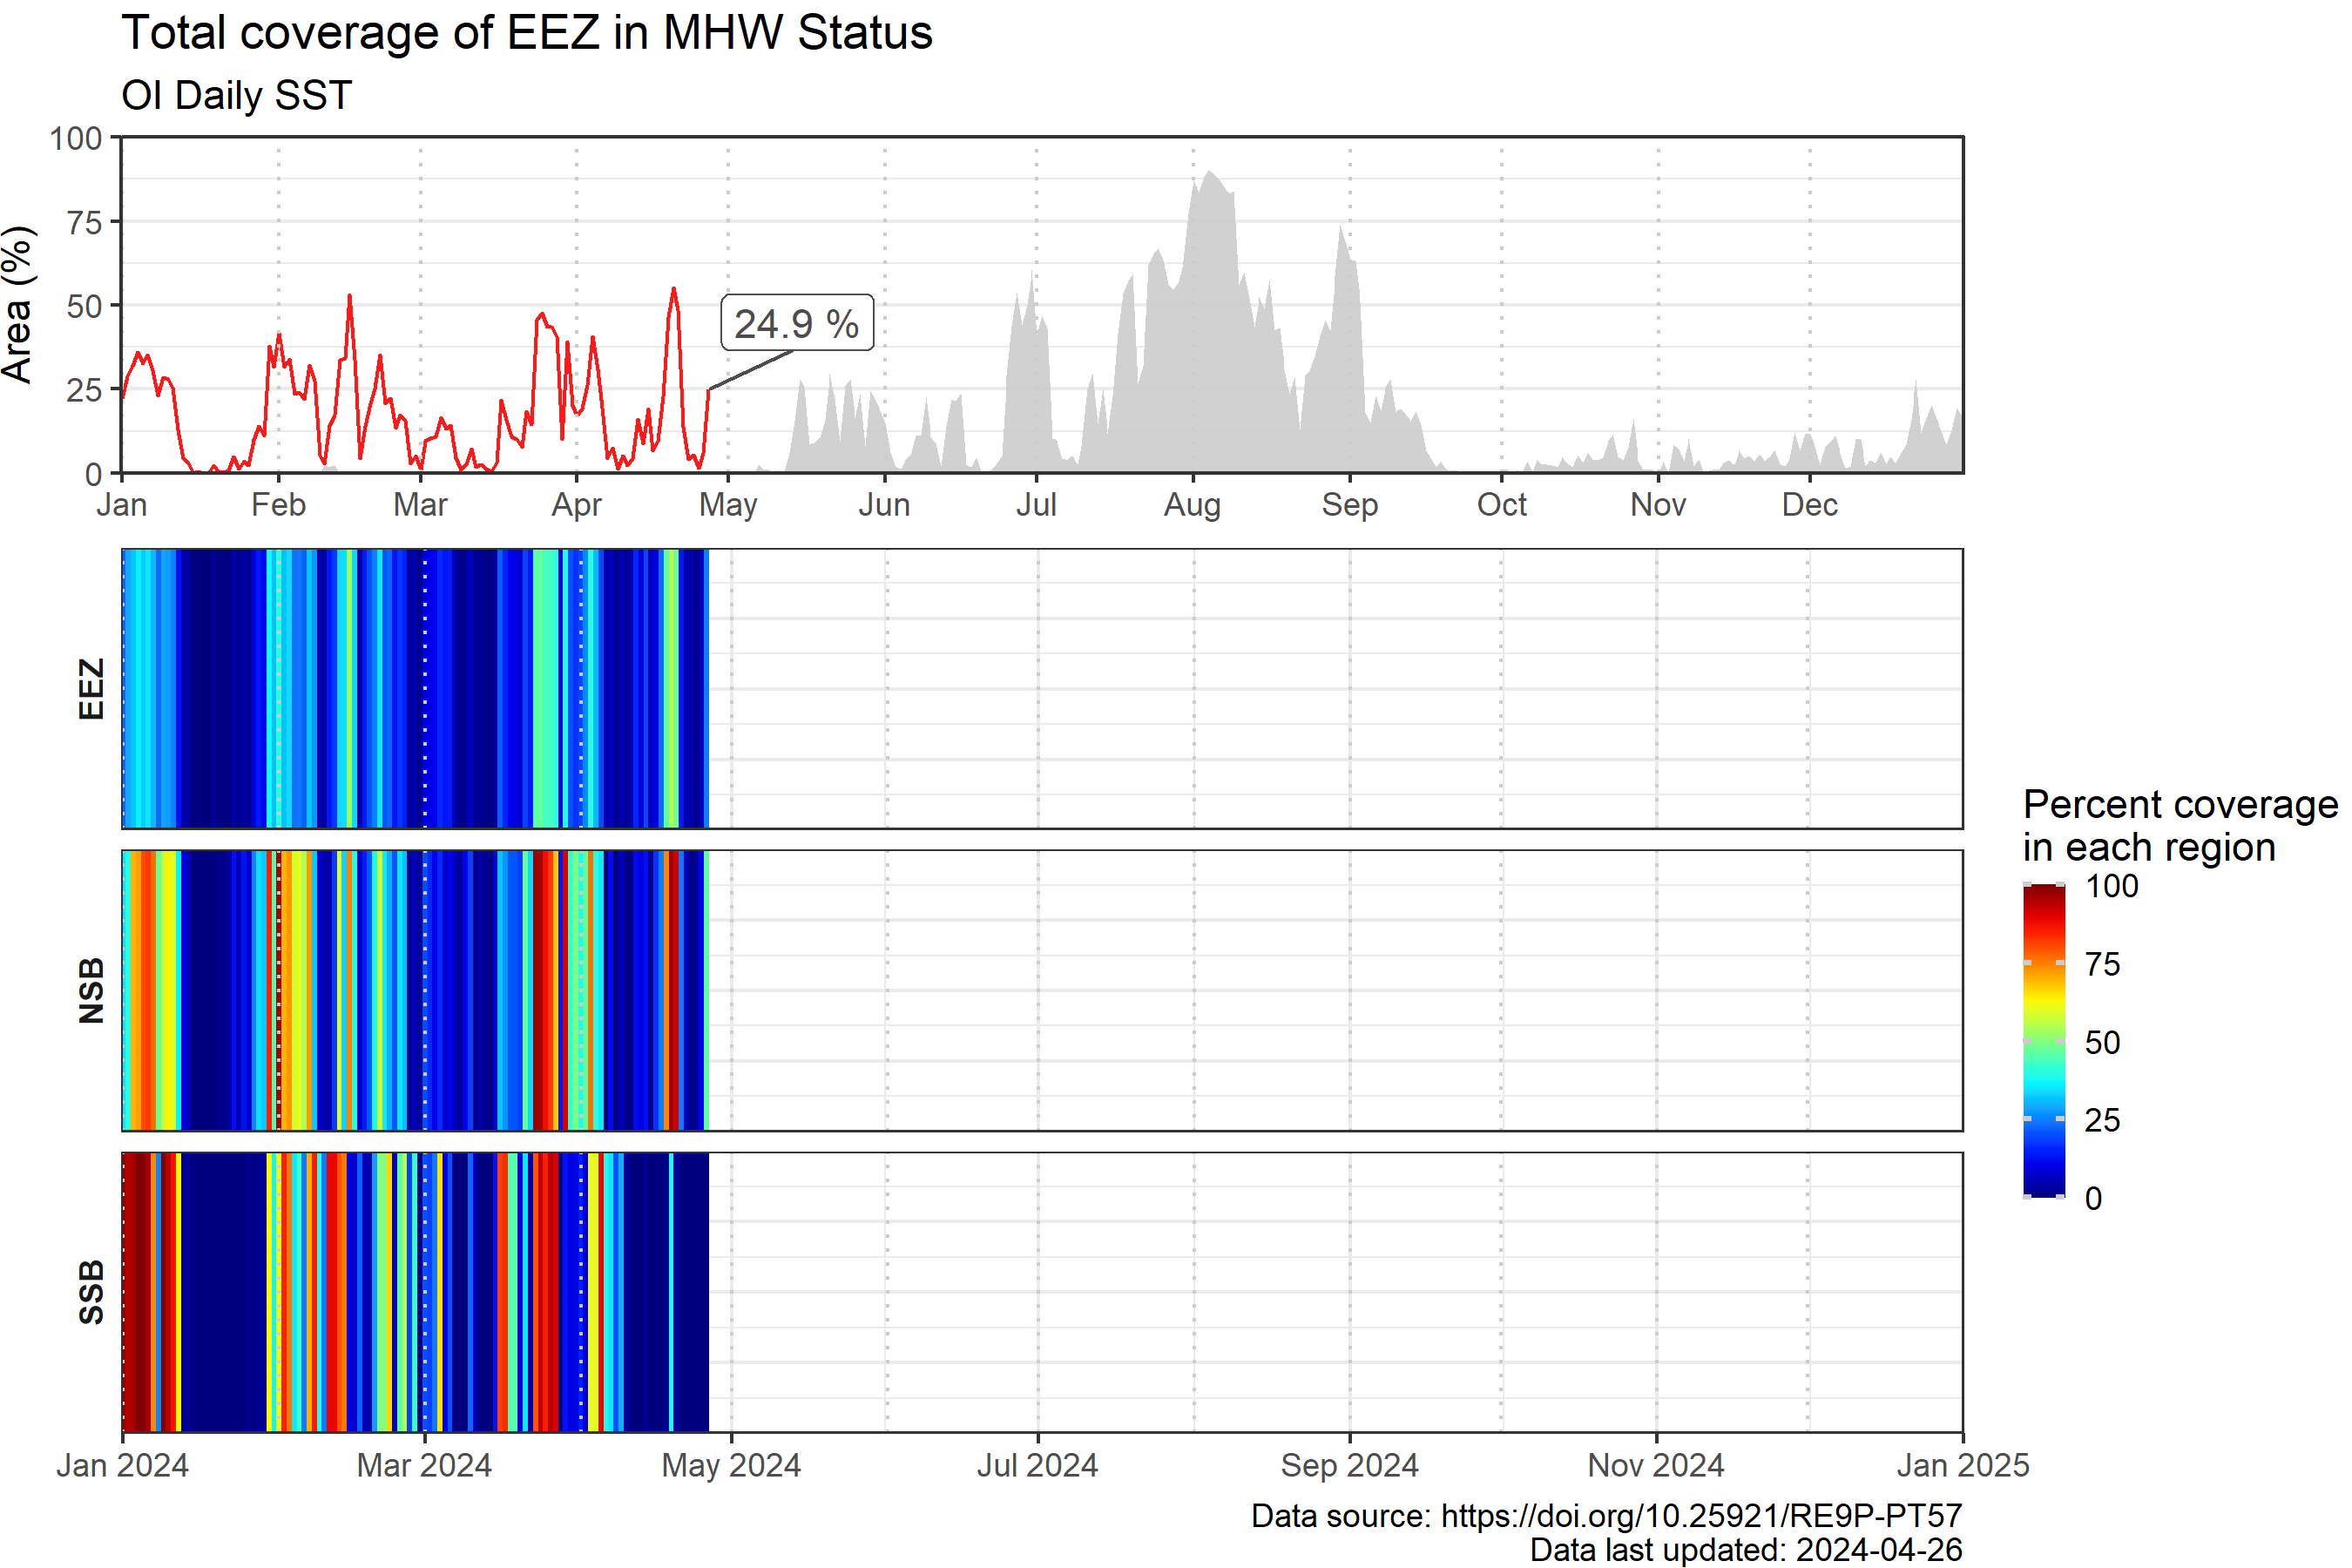 Total coverage of EEZ in MHW Status
OI Daily SST
Area (%)
100
75
50
25
0
24.9 %
Jan Feb Mar Apr May Jun Jul Aug Sep Oct Nov Dec
EEZ
NSB
SSB
Percent coverage
in each region
100
75
50
25
0
Jan 2024 Mar 2024 May 2024 Jul 2024 Sep 2024 Nov 2024 Jan 2025
Data source: https://doi.org/10.25921/RE9P-PT57
Data last updated: 2024-04-26